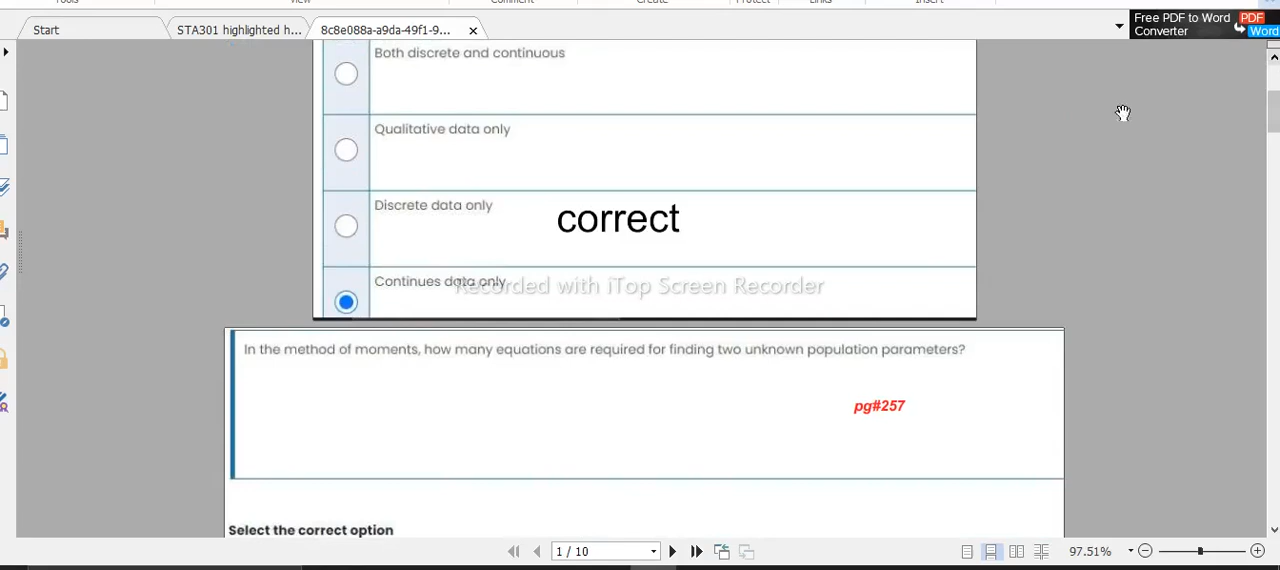 Free PDF to Word PDF
Start STA301 highlighted h... 8c8e088a-a9da-49f1-9... Converter Word
Both discrete and continuous
Qualitative data only
Discrete data only
correct
Continues data only
Recorded with iTop Screen Recorder
In the method of moments, how many equations are required for finding two unknown population parameters?
pg#257
Select the correct option
1 / 10 97.51%